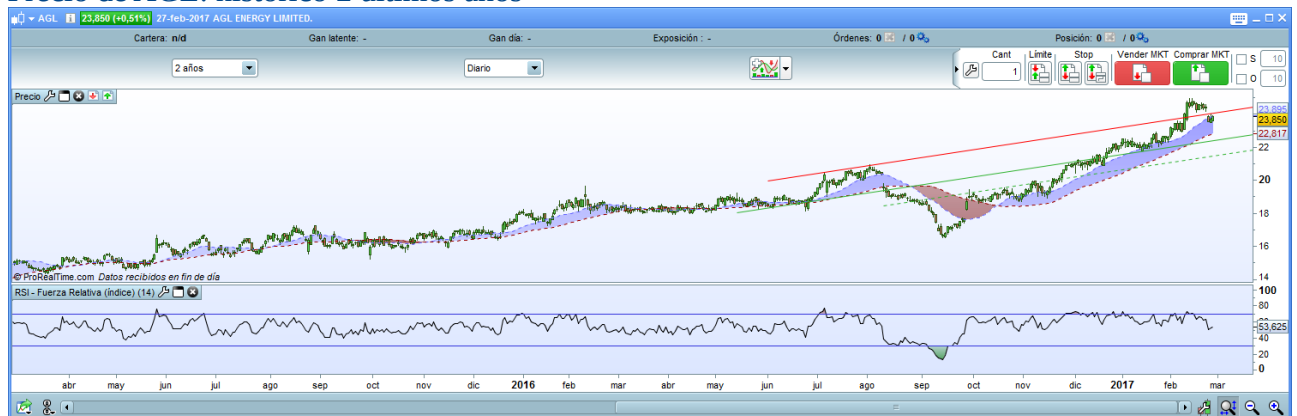 AGL 23,850 (+0,51%) 27-feb-2017 AGL ENERGY LIMITED.
Cartera: n/d Gan latente: - Gan día: - Exposición : - Órdenes: 0 / 0 Posición: 0 / 0
2 años Diario Cant 1 Límite Stop Vender MKT Comprar MKT S 10 O 10
Precio
23,895
23,850
22,817
22
20
18
16
14
© ProRealTime.com Datos recibidos en fin de día
RSI - Fuerza Relativa (índice) (14)
100
80
53,625
40
20
0
abr may jun jul ago sep oct nov dic 2016 feb mar abr may jun jul ago sep oct nov dic 2017 feb mar